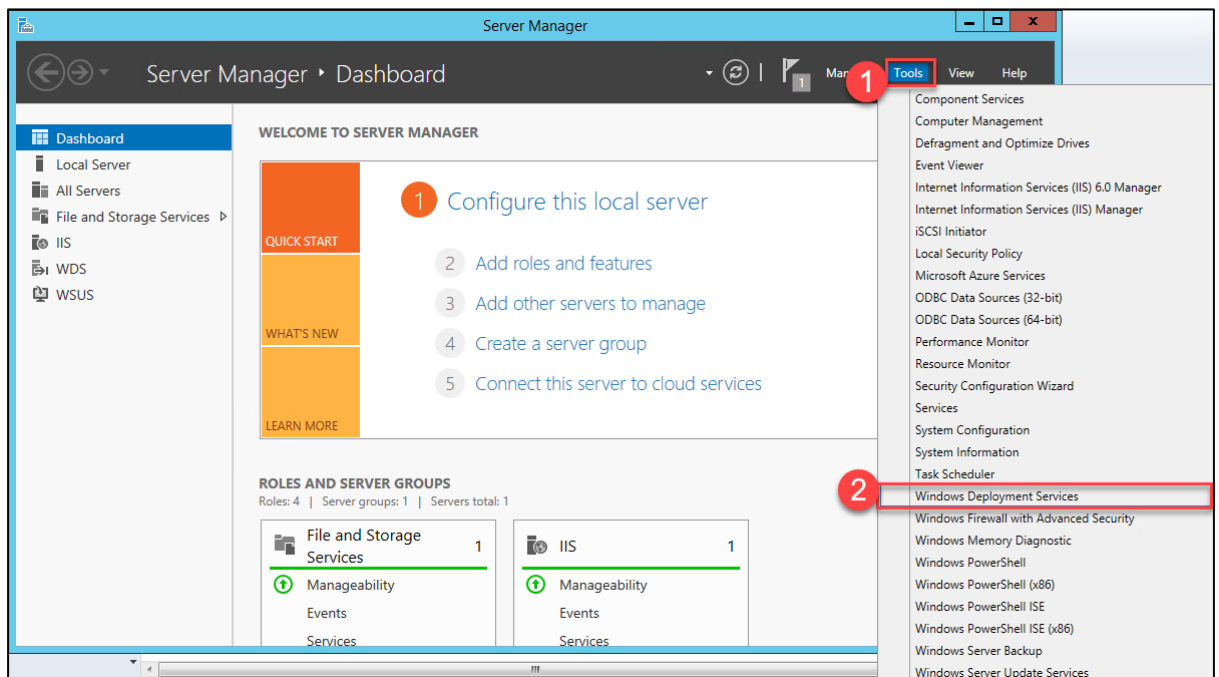 Server Manager
Server Manager • Dashboard
1
Man
1
Tools
View
Help
Dashboard
Local Server
All Servers
File and Storage Services
IIS
WDS
WSUS
WELCOME TO SERVER MANAGER
QUICK START
WHAT'S NEW
LEARN MORE
1 Configure this local server
2 Add roles and features
3 Add other servers to manage
4 Create a server group
5 Connect this server to cloud services
ROLES AND SERVER GROUPS
Roles: 4 | Server groups: 1 | Servers total: 1
File and Storage
Services
1
Manageability
Events
Services
IIS
1
Manageability
Events
Services
Component Services
Computer Management
Defragment and Optimize Drives
Event Viewer
Internet Information Services (IIS) 6.0 Manager
Internet Information Services (IIS) Manager
iSCSI Initiator
Local Security Policy
Microsoft Azure Services
ODBC Data Sources (32-bit)
ODBC Data Sources (64-bit)
Performance Monitor
Resource Monitor
Security Configuration Wizard
Services
System Configuration
System Information
Task Scheduler
2
Windows Deployment Services
Windows Firewall with Advanced Security
Windows Memory Diagnostic
Windows PowerShell
Windows PowerShell (x86)
Windows PowerShell ISE
Windows PowerShell ISE (x86)
Windows Server Backup
Windows Server Update Services